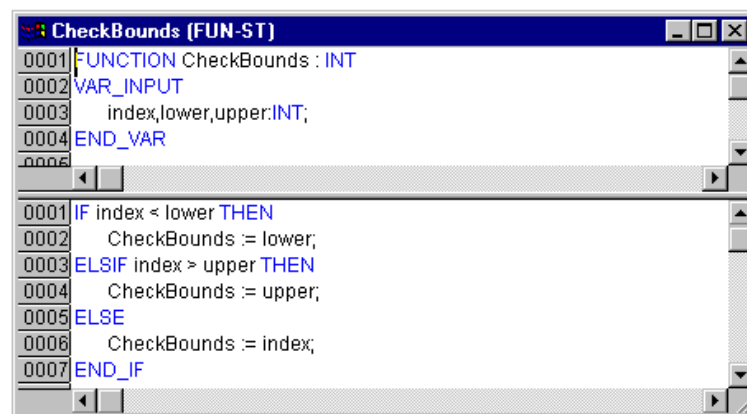 CheckBounds (FUN-ST)
0001 FUNCTION CheckBounds : INT
0002 VAR_INPUT
0003 index,lower,upper:INT;
0004 END_VAR
0005
0001 IF index < lower THEN
0002 CheckBounds := lower;
0003 ELSIF index > upper THEN
0004 CheckBounds := upper;
0005 ELSE
0006 CheckBounds := index;
0007 END_IF